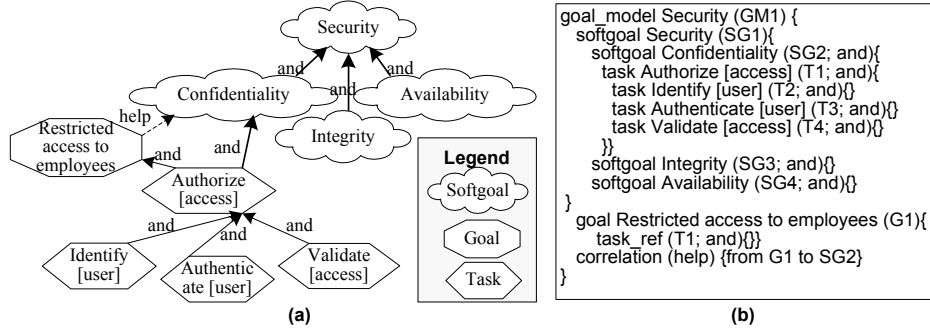 Security
and
and
and
Confidentiality
Availability
help
Restricted
access to
employees
and
and
Integrity
Authorize
[access]
and
and
and
Identify
[user]
Authentic
ate [user]
Validate
[access]
Legend
Softgoal
Goal
Task
(a)
goal_model Security (GM1) {
softgoal Security (SG1){
softgoal Confidentiality (SG2; and){
task Authorize [access] (T1; and){
task Identify [user] (T2; and){}
task Authenticate [user] (T3; and){}
task Validate [access] (T4; and){}
}}
softgoal Integrity (SG3; and){}
softgoal Availability (SG4; and){}
}
goal Restricted access to employees (G1){
task_ref (T1; and){}}
correlation (help) {from G1 to SG2}
}
(b)